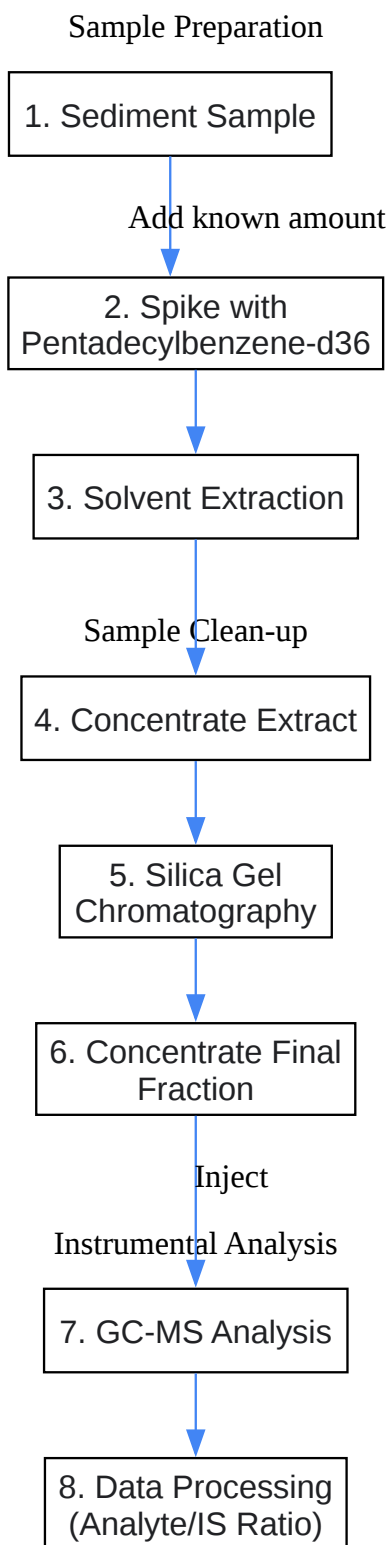 Sample Preparation
1. Sediment Sample
Add known amount
2. Spike with
Pentadecylbenzene-d36
3. Solvent Extraction
Sample Clean-up
4. Concentrate Extract
5. Silica Gel
Chromatography
6. Concentrate Final
Fraction
Inject
Instrumental Analysis
7. GC-MS Analysis
8. Data Processing
(Analyte/IS Ratio)